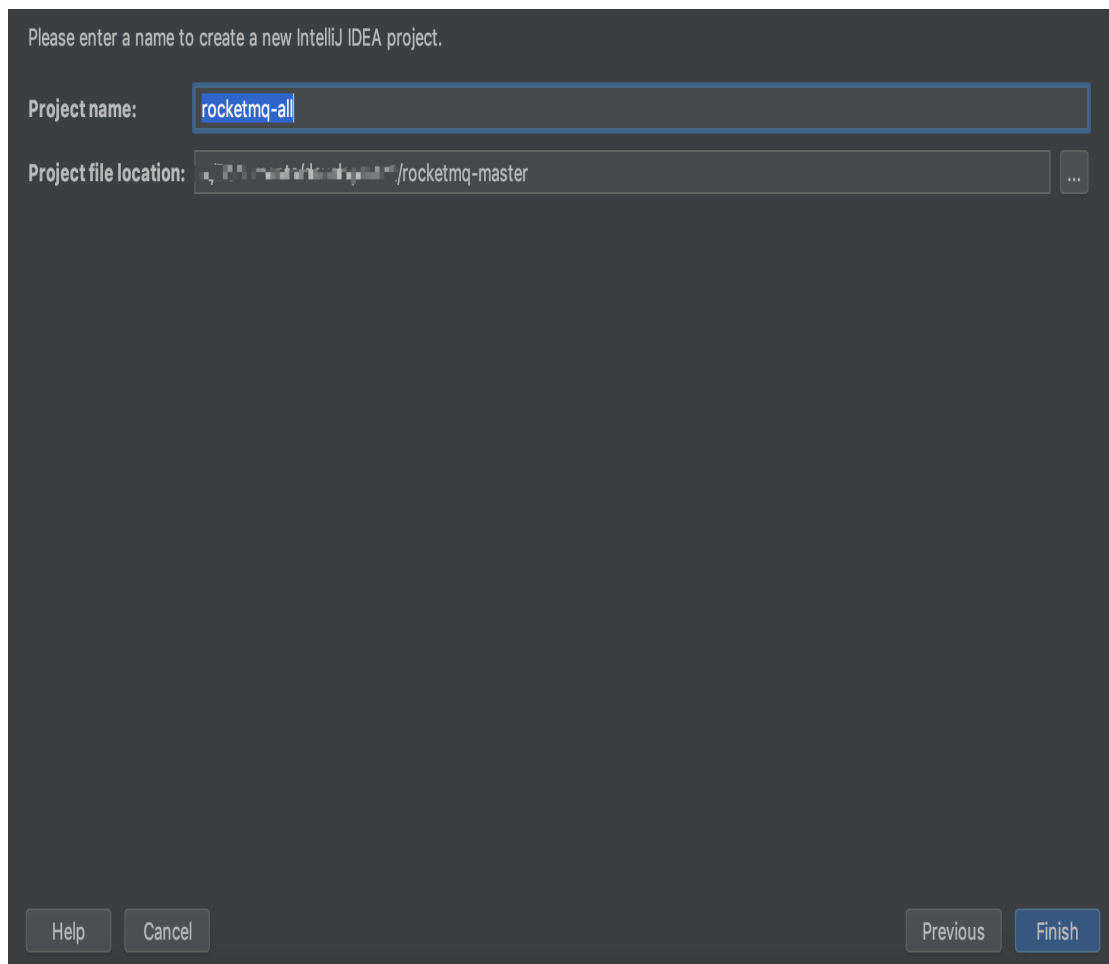 Please enter a name to create a new IntelliJ IDEA project.
Project name: rocketmq-all
Project file location: /rocketmq-master ...
Help Cancel Previous Finish